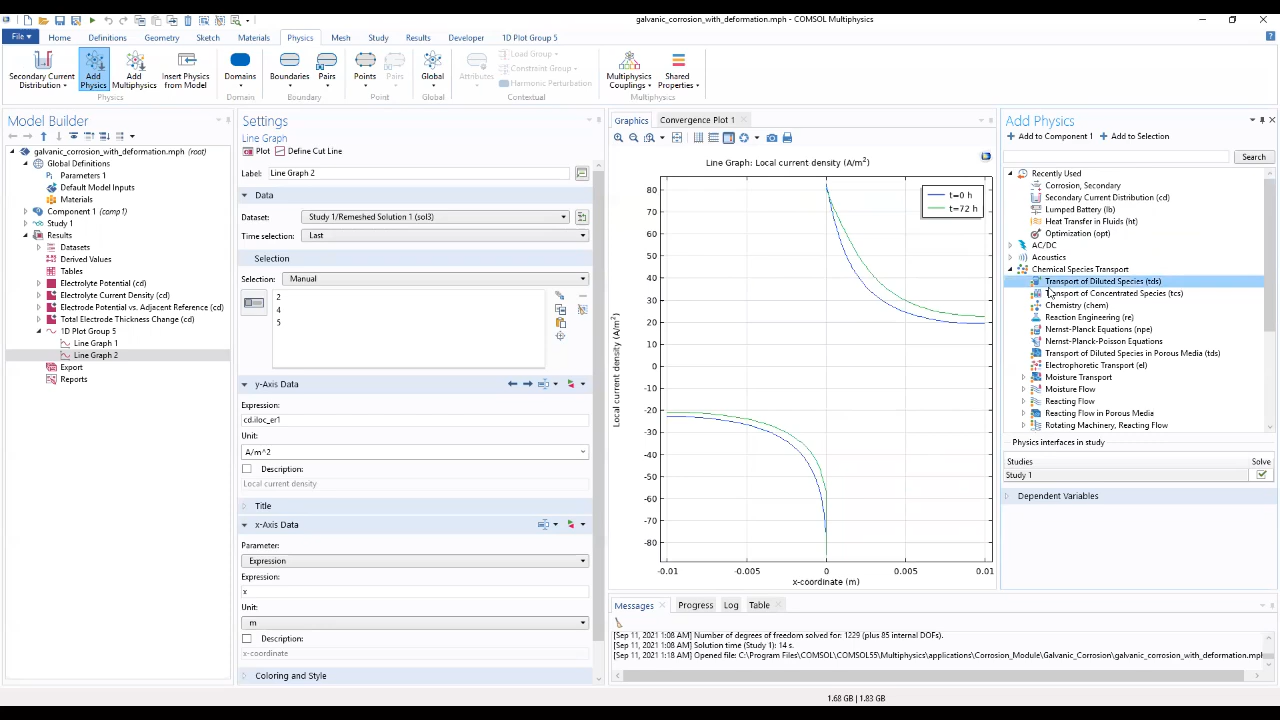 galvanic_corrosion_with_deformation.mph - COMSOL Multiphysics
File
Home
Definitions
Geometry
Sketch
Materials
Physics
Mesh
Study
Results
Developer
1D Plot Group 5
Secondary Current
Distribution
Add
Physics
Add
Multiphysics
Insert Physics
from Model
Domains
Boundaries
Pairs
Points
Pairs
Global
Attributes
Load Group
Constraint Group
Harmonic Perturbation
Multiphysics
Couplings
Shared
Properties
Physics
Domain
Boundary
Point
Global
Contextual
Multiphysics
Model Builder
galvanic_corrosion_with_deformation.mph (root)
Global Definitions
Parameters 1
Default Model Inputs
Materials
Component 1 (comp1)
Study 1
Results
Datasets
Derived Values
Tables
Electrolyte Potential (cd)
Electrolyte Current Density (cd)
Electrode Potential vs. Adjacent Reference (cd)
Total Electrode Thickness Change (cd)
1D Plot Group 5
Line Graph 1
Line Graph 2
Export
Reports
Settings
Line Graph
Plot
Define Cut Line
Label:
Line Graph 2
Data
Dataset:
Study 1/Remeshed Solution 1 (sol3)
Time selection:
Last
Selection
Selection:
Manual
2
4
5
y-Axis Data
Expression:
cd.iloc_er1
Unit:
A/m^2
Description:
Local current density
Title
x-Axis Data
Parameter:
Expression
Expression:
x
Unit:
m
Description:
x-coordinate
Coloring and Style
Graphics
Convergence Plot 1
Line Graph: Local current density (A/m²)
t=0 h
t=72 h
80
70
60
50
40
30
20
10
0
-10
-20
-30
-40
-50
-60
-70
-80
Local current density (A/m²)
-0.01
-0.005
0
0.005
0.01
x-coordinate (m)
Messages
Progress
Log
Table
[Sep 11, 2021 1:08 AM] Number of degrees of freedom solved for: 1229 (plus 85 internal DOFs).
[Sep 11, 2021 1:08 AM] Solution time (Study 1): 14 s.
[Sep 11, 2021 1:18 AM] Opened file: C:\Program Files\COMSOL\COMSOL55\Multiphysics\applications\Corrosion_Module\Galvanic_Corrosion\galvanic_corrosion_with_deformation.mph
Add Physics
Add to Component 1
Add to Selection
Search
Recently Used
Corrosion, Secondary
Secondary Current Distribution (cd)
Lumped Battery (lb)
Heat Transfer in Fluids (ht)
Optimization (opt)
AC/DC
Acoustics
Chemical Species Transport
Transport of Diluted Species (tds)
Transport of Concentrated Species (tcs)
Chemistry (chem)
Reaction Engineering (re)
Nernst-Planck Equations (npe)
Nernst-Planck-Poisson Equations
Transport of Diluted Species in Porous Media (tds)
Electrophoretic Transport (el)
Moisture Transport
Moisture Flow
Reacting Flow
Reacting Flow in Porous Media
Rotating Machinery, Reacting Flow
Physics interfaces in study
Studies
Solve
Study 1
Dependent Variables
1.68 GB | 1.83 GB